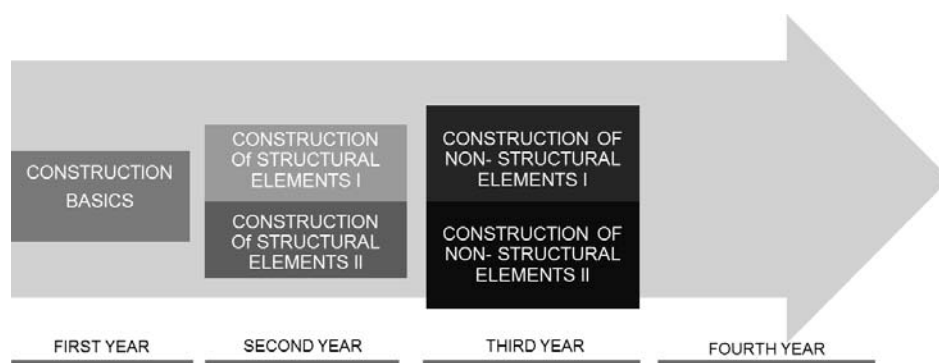 CONSTRUCTION
BASICS
CONSTRUCTION
Of STRUCTURAL
ELEMENTS I
CONSTRUCTION
Of STRUCTURAL
ELEMENTS II
CONSTRUCTION OF
NON- STRUCTURAL
ELEMENTS I
CONSTRUCTION OF
NON- STRUCTURAL
ELEMENTS II
FIRST YEAR
SECOND YEAR
THIRD YEAR
FOURTH YEAR